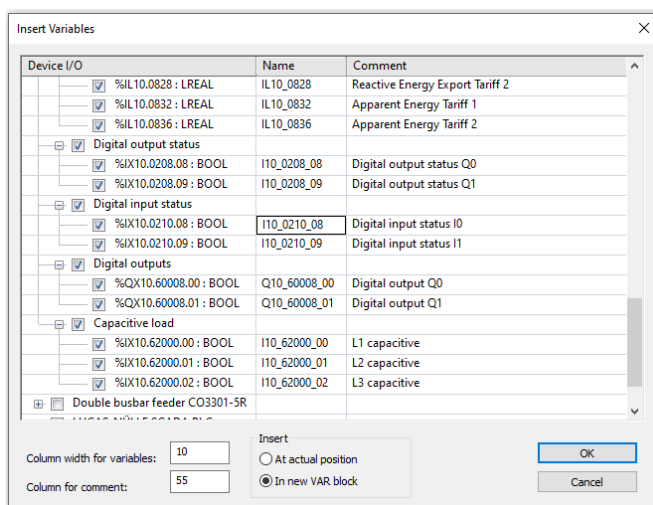 Insert Variables
Device I/O Name Comment
%IL10.0828 : LREAL IL10_0828 Reactive Energy Export Tariff 2
%IL10.0832 : LREAL IL10_0832 Apparent Energy Tariff 1
%IL10.0836 : LREAL IL10_0836 Apparent Energy Tariff 2
Digital output status
%IX10.0208.08 : BOOL I10_0208_08 Digital output status Q0
%IX10.0208.09 : BOOL I10_0208_09 Digital output status Q1
Digital input status
%IX10.0210.08 : BOOL I10_0210_08 Digital input status I0
%IX10.0210.09 : BOOL I10_0210_09 Digital input status I1
Digital outputs
%QX10.60008.00 : BOOL Q10_60008_00 Digital output Q0
%QX10.60008.01 : BOOL Q10_60008_01 Digital output Q1
Capacitive load
%IX10.62000.00 : BOOL I10_62000_00 L1 capacitive
%IX10.62000.01 : BOOL I10_62000_01 L2 capacitive
%IX10.62000.02 : BOOL I10_62000_02 L3 capacitive
Double busbar feeder CO3301-5R
Column width for variables: 10
Column for comment: 55
Insert
At actual position
In new VAR block
OK
Cancel